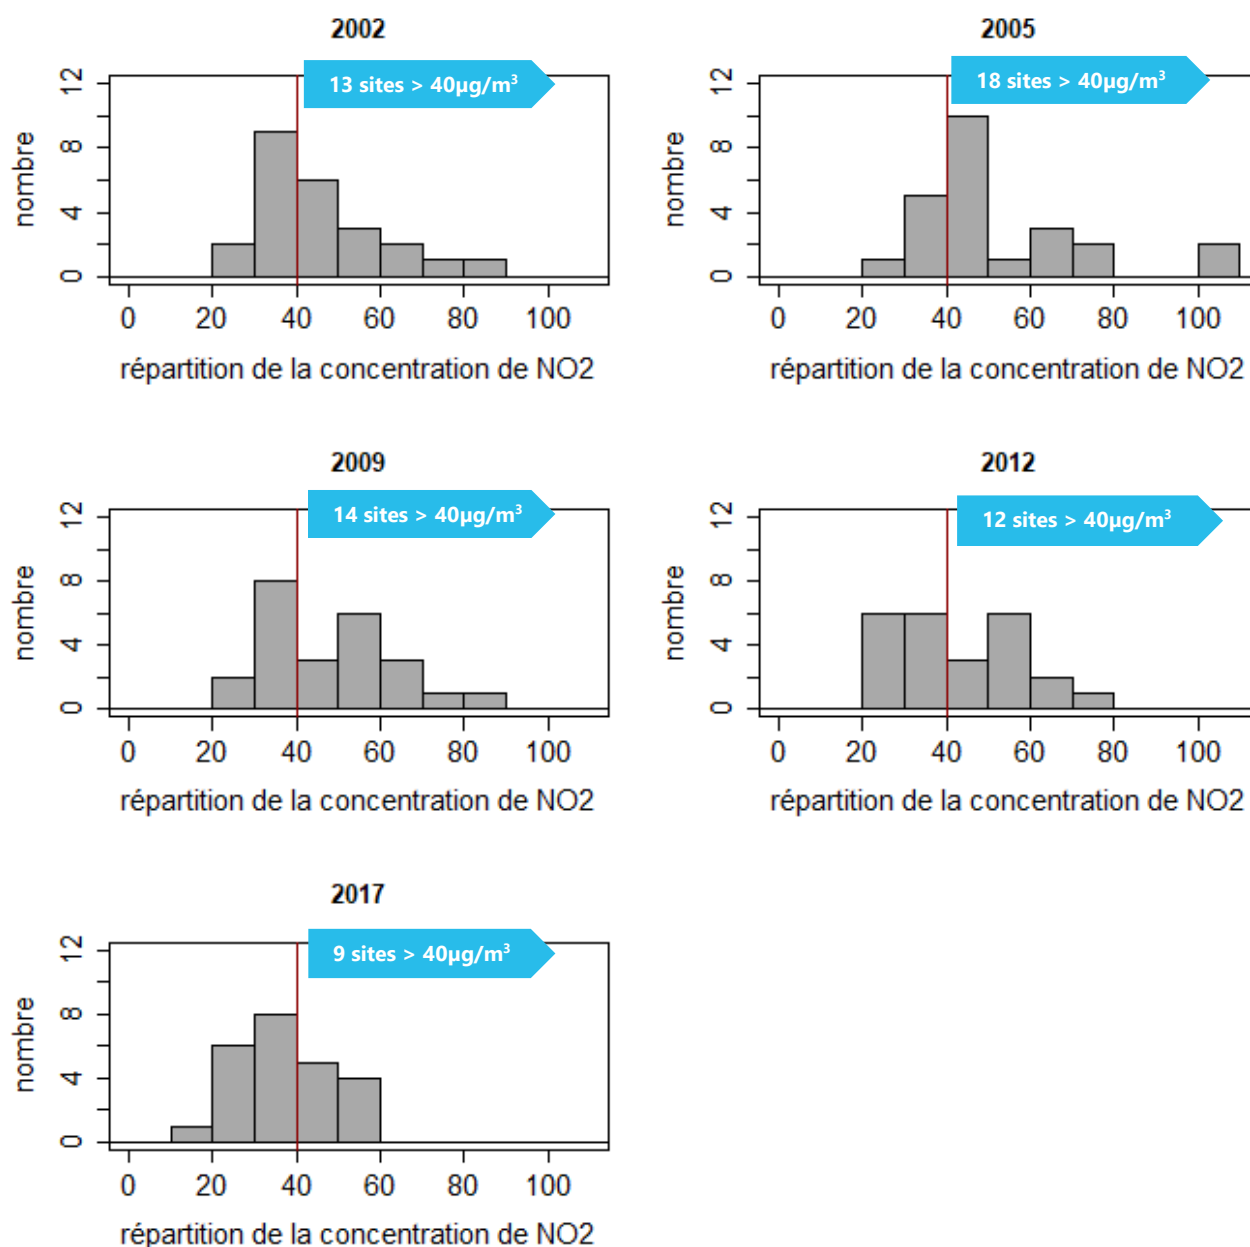 2002
13 sites > 40µg/m³
nombre
12
8
4
0
0 20 40 60 80 100
répartition de la concentration de NO2
2005
18 sites > 40µg/m³
nombre
12
8
4
0
0 20 40 60 80 100
répartition de la concentration de NO2
2009
14 sites > 40µg/m³
nombre
12
8
4
0
0 20 40 60 80 100
répartition de la concentration de NO2
2012
12 sites > 40µg/m³
nombre
12
8
4
0
0 20 40 60 80 100
répartition de la concentration de NO2
2017
9 sites > 40µg/m³
nombre
12
8
4
0
0 20 40 60 80 100
répartition de la concentration de NO2